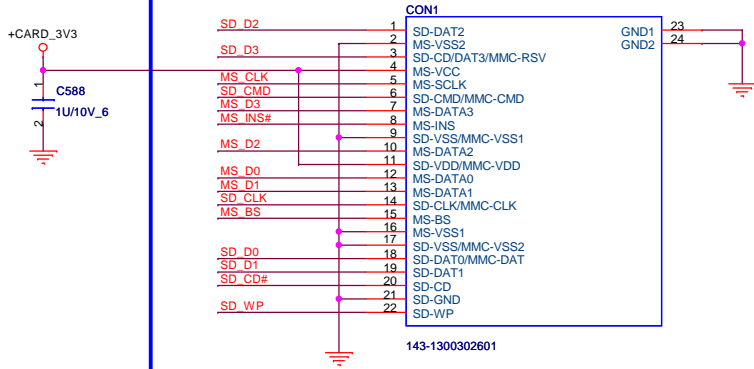 CON1
SD_D2 1 SD-DAT2 GND1 23
2 MS-VSS2 GND2 24
+CARD_3V3
SD_D3 3 SD-CD/DAT3/MMC-RSV
4 MS-VCC
MS_CLK 5 MS-SCLK
1 C588
SD_CMD 6 SD-CMD/MMC-CMD
MS_D3 7 MS-DATA3
1U/10V_6
MS_INS# 8 MS-INS
2
9 SD-VSS/MMC-VSS1
MS_D2 10 MS-DATA2
11 SD-VDD/MMC-VDD
MS_D0 12 MS-DATA0
MS_D1 13 MS-DATA1
SD_CLK 14 SD-CLK/MMC-CLK
MS_BS 15 MS-BS
16 MS-VSS1
17 SD-VSS/MMC-VSS2
SD_D0 18 SD-DAT0/MMC-DAT
SD_D1 19 SD-DAT1
SD_CD# 20 SD-CD
21 SD-GND
SD_WP 22 SD-WP
143-1300302601